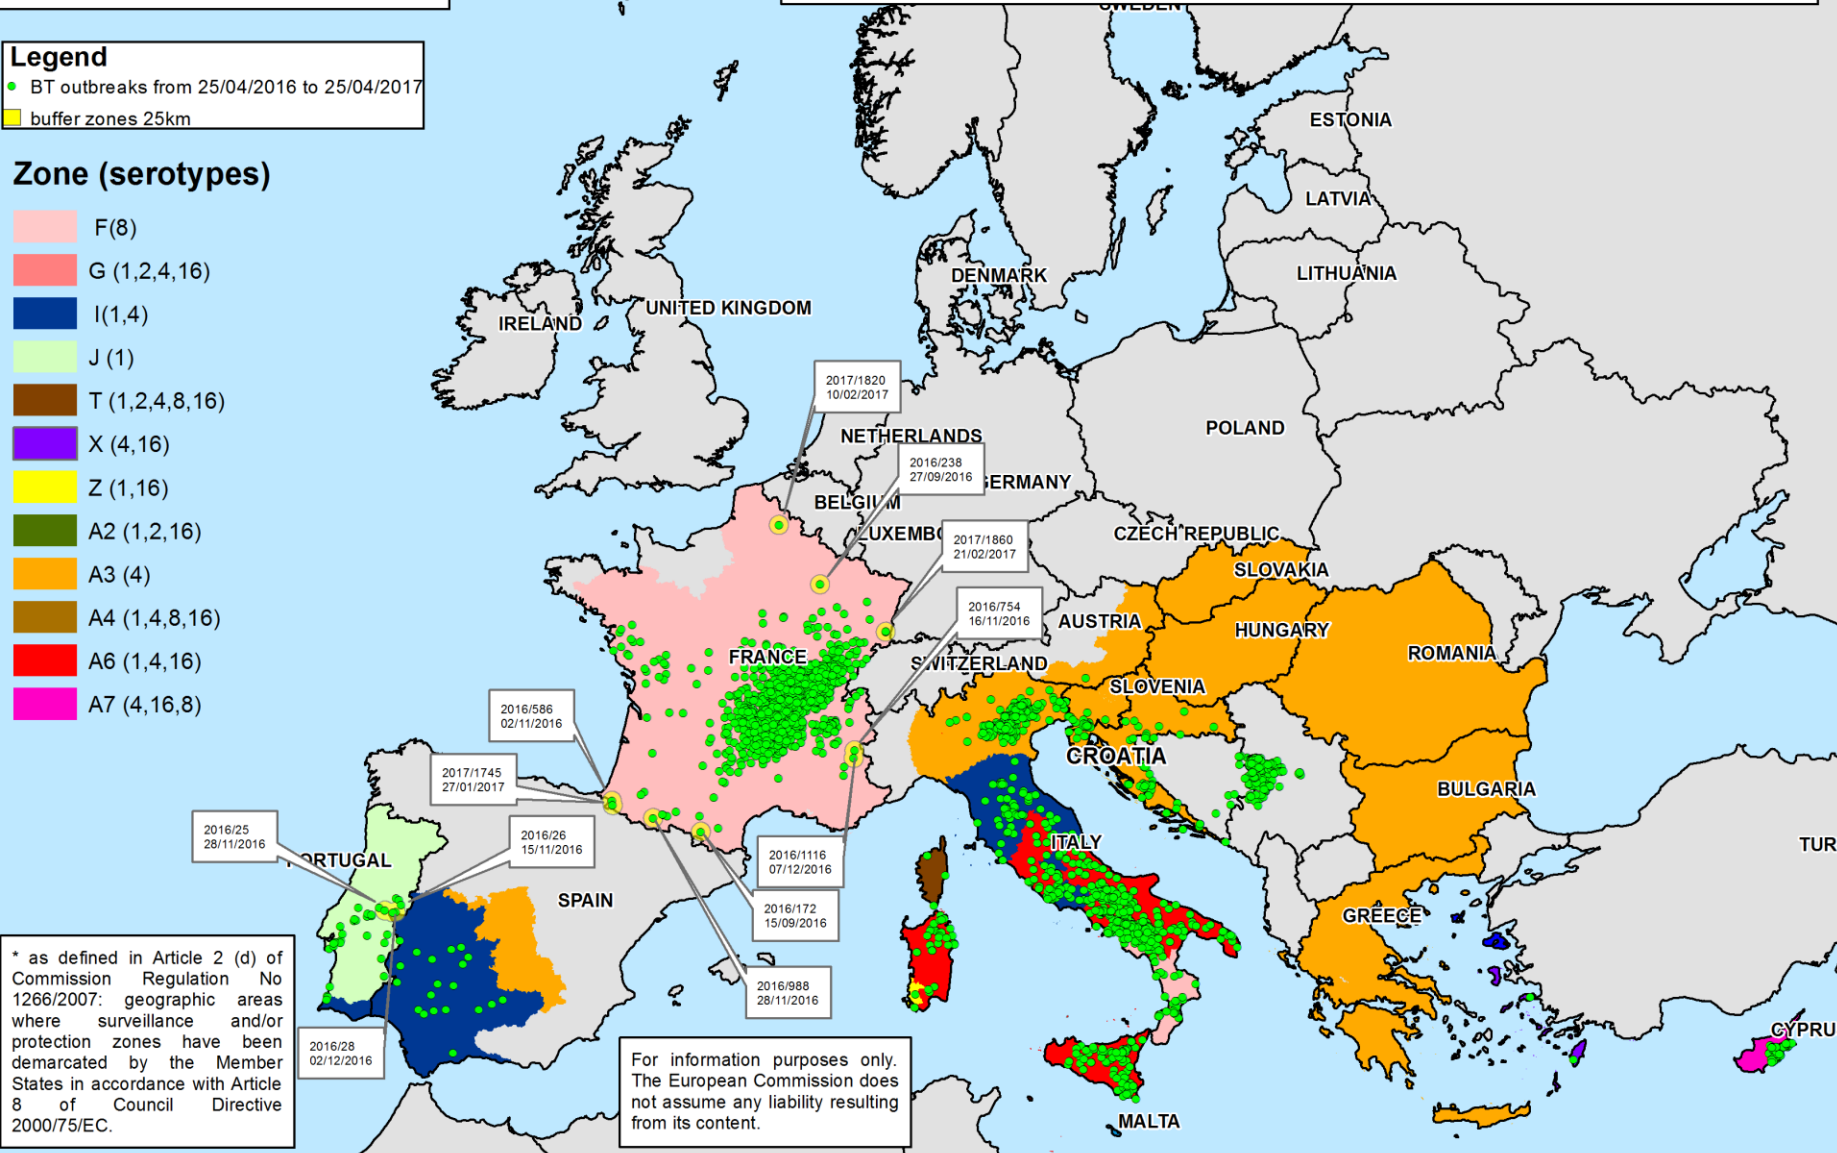 SWEDEN
Legend
BT outbreaks from 25/04/2016 to 25/04/2017
buffer zones 25km
Zone (serotypes)
F(8)
G (1,2,4,16)
I(1,4)
J (1)
T (1,2,4,8,16)
X (4,16)
Z (1,16)
A2 (1,2,16)
A3 (4)
A4 (1,4,8,16)
A6 (1,4,16)
A7 (4,16,8)
ESTONIA
LATVIA
LITHUANIA
DENMARK
UNITED KINGDOM
IRELAND
2017/1820
10/02/2017
NETHERLANDS
POLAND
2016/238
27/09/2016
GERMANY
BELGIUM
LUXEMBO
CZECH REPUBLIC
2017/1860
21/02/2017
SLOVAKIA
2016/754
16/11/2016
AUSTRIA
HUNGARY
ROMANIA
FRANCE
SWITZERLAND
SLOVENIA
2016/586
02/11/2016
CROATIA
2017/1745
27/01/2017
BULGARIA
2016/25
28/11/2016
2016/26
15/11/2016
PORTUGAL
ITALY
TUR
2016/1116
07/12/2016
SPAIN
2016/172
15/09/2016
GREECE
2016/988
28/11/2016
* as defined in Article 2 (d) of
Commission Regulation No
1266/2007: geographic areas
where surveillance and/or
protection zones have been
demarcated by the Member
States in accordance with Article
8 of Council Directive
2000/75/EC.
2016/28
02/12/2016
CYPRU
For information purposes only.
The European Commission does
not assume any liability resulting
from its content.
MALTA